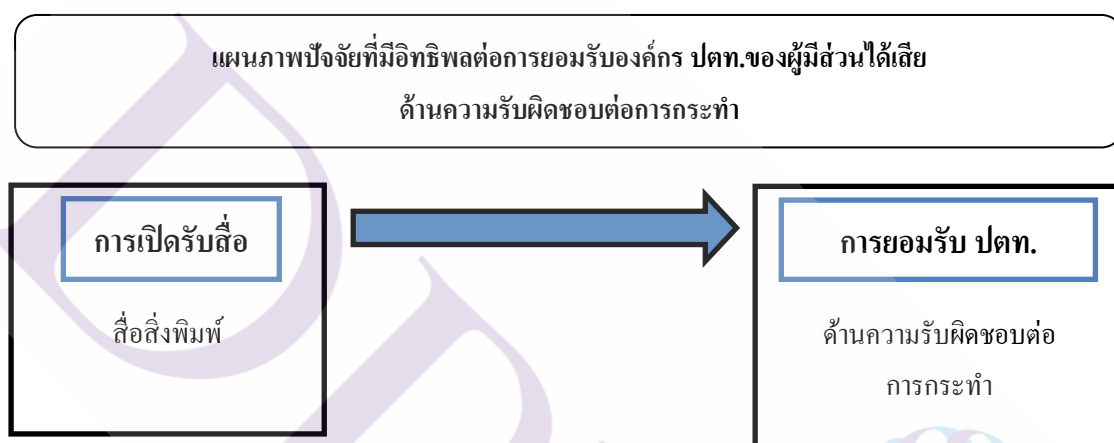 แผนภาพปัจจัยที่มีอิทธิพลต่อการยอมรับองค์กร ปตท.ของผู้มีส่วนได้เสีย
ด้านความรับผิดชอบต่อการกระทำ
การเปิดรับสื่อ
สื่อสิ่งพิมพ์
การยอมรับ ปตท.
ด้านความรับผิดชอบต่อ
การกระทำ